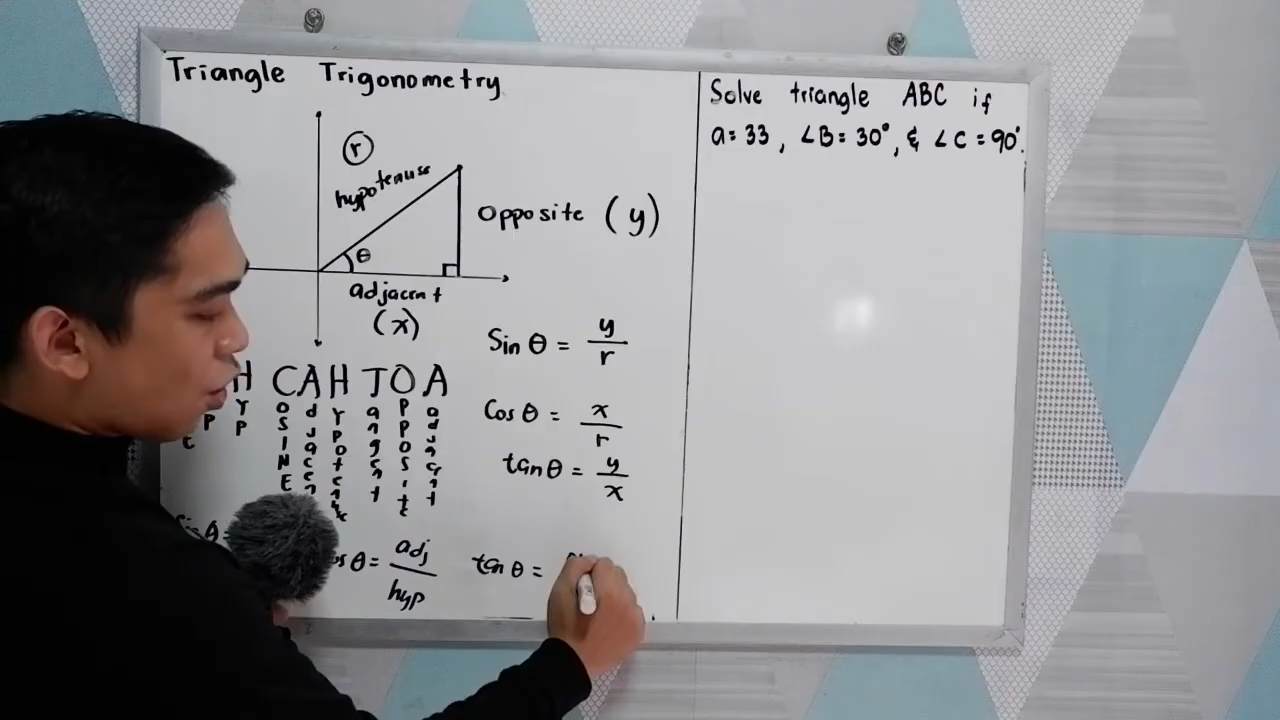 Triangle Trigonometry
r
hypotenuse
Opposite (y)
θ
adjacent
(x)
Sin θ = y/r
Cos θ = x/r
tan θ = y/x
H CAH TOA
adj
θ = adj/hyp
tan θ =
Solve triangle ABC if
a = 33, ∠B = 30°, & ∠C = 90°.